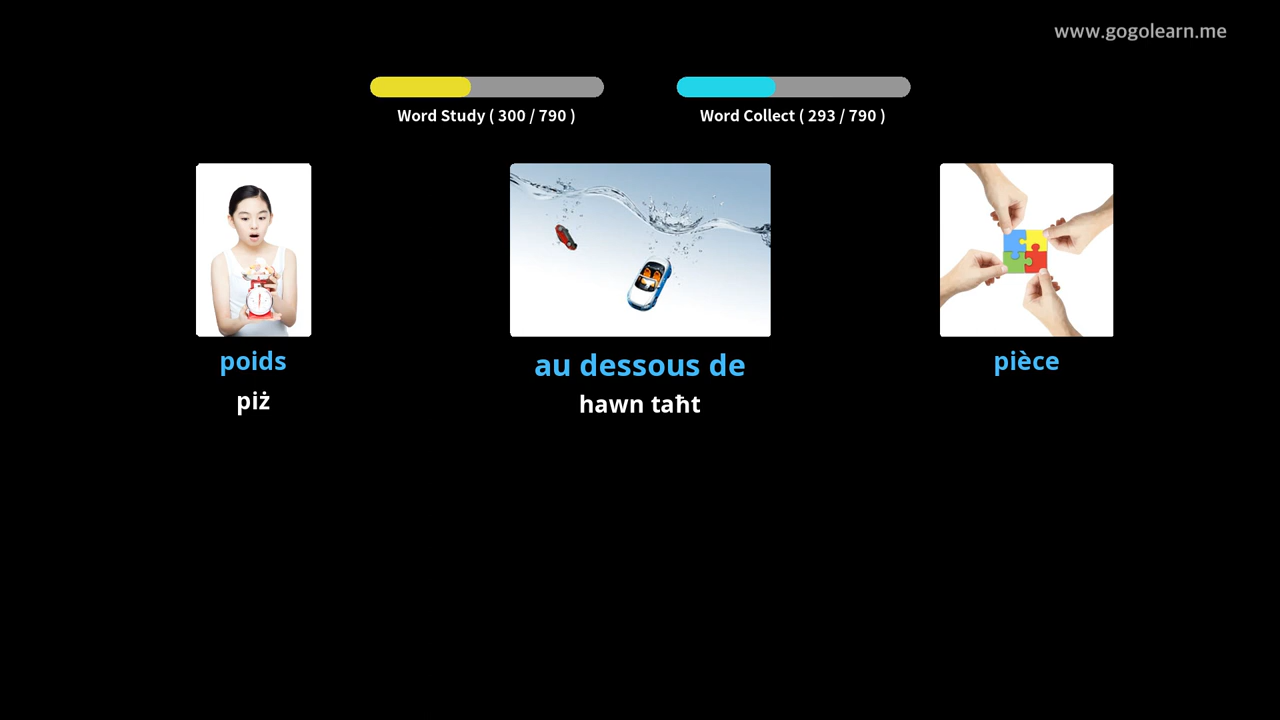 www.gogolearn.me
Word Study ( 300 / 790 )
Word Collect ( 293 / 790 )
poids
piż
au dessous de
hawn taħt
pièce